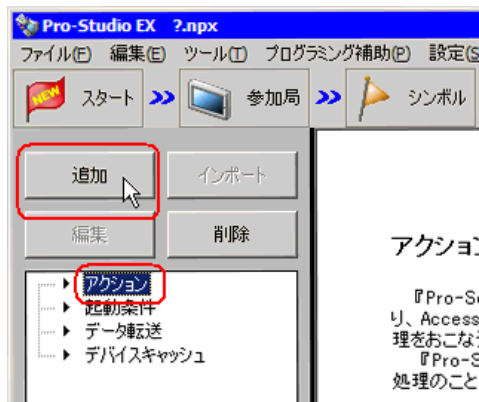 Pro-Studio EX ?.npx
ファイル(F) 編集(E) ツール(T) プログラミング補助(P) 設定(S
NEW スタート >> 参加局 >> シンボル
追加 インポート
編集 削除
アクション
起動条件
データ転送
デバイスキャッシュ
アクション
『Pro-Se
り、Access
理をおこな
『Pro-S
処理のこと